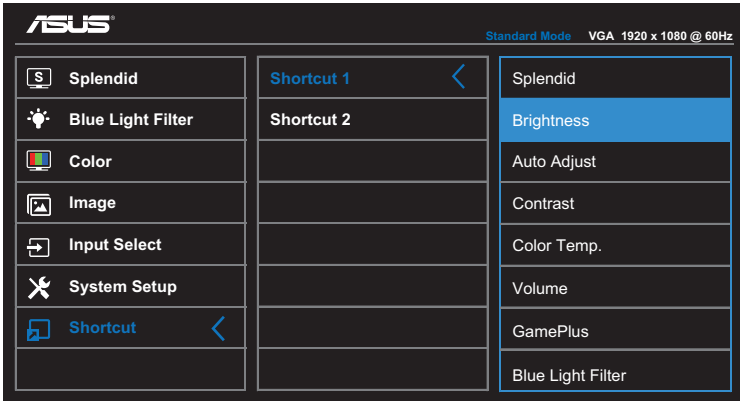 ASUS
Standard Mode VGA 1920 x 1080 @ 60Hz
S Splendid
Blue Light Filter
Color
Image
Input Select
System Setup
Shortcut
Shortcut 1
Shortcut 2
Splendid
Brightness
Auto Adjust
Contrast
Color Temp.
Volume
GamePlus
Blue Light Filter